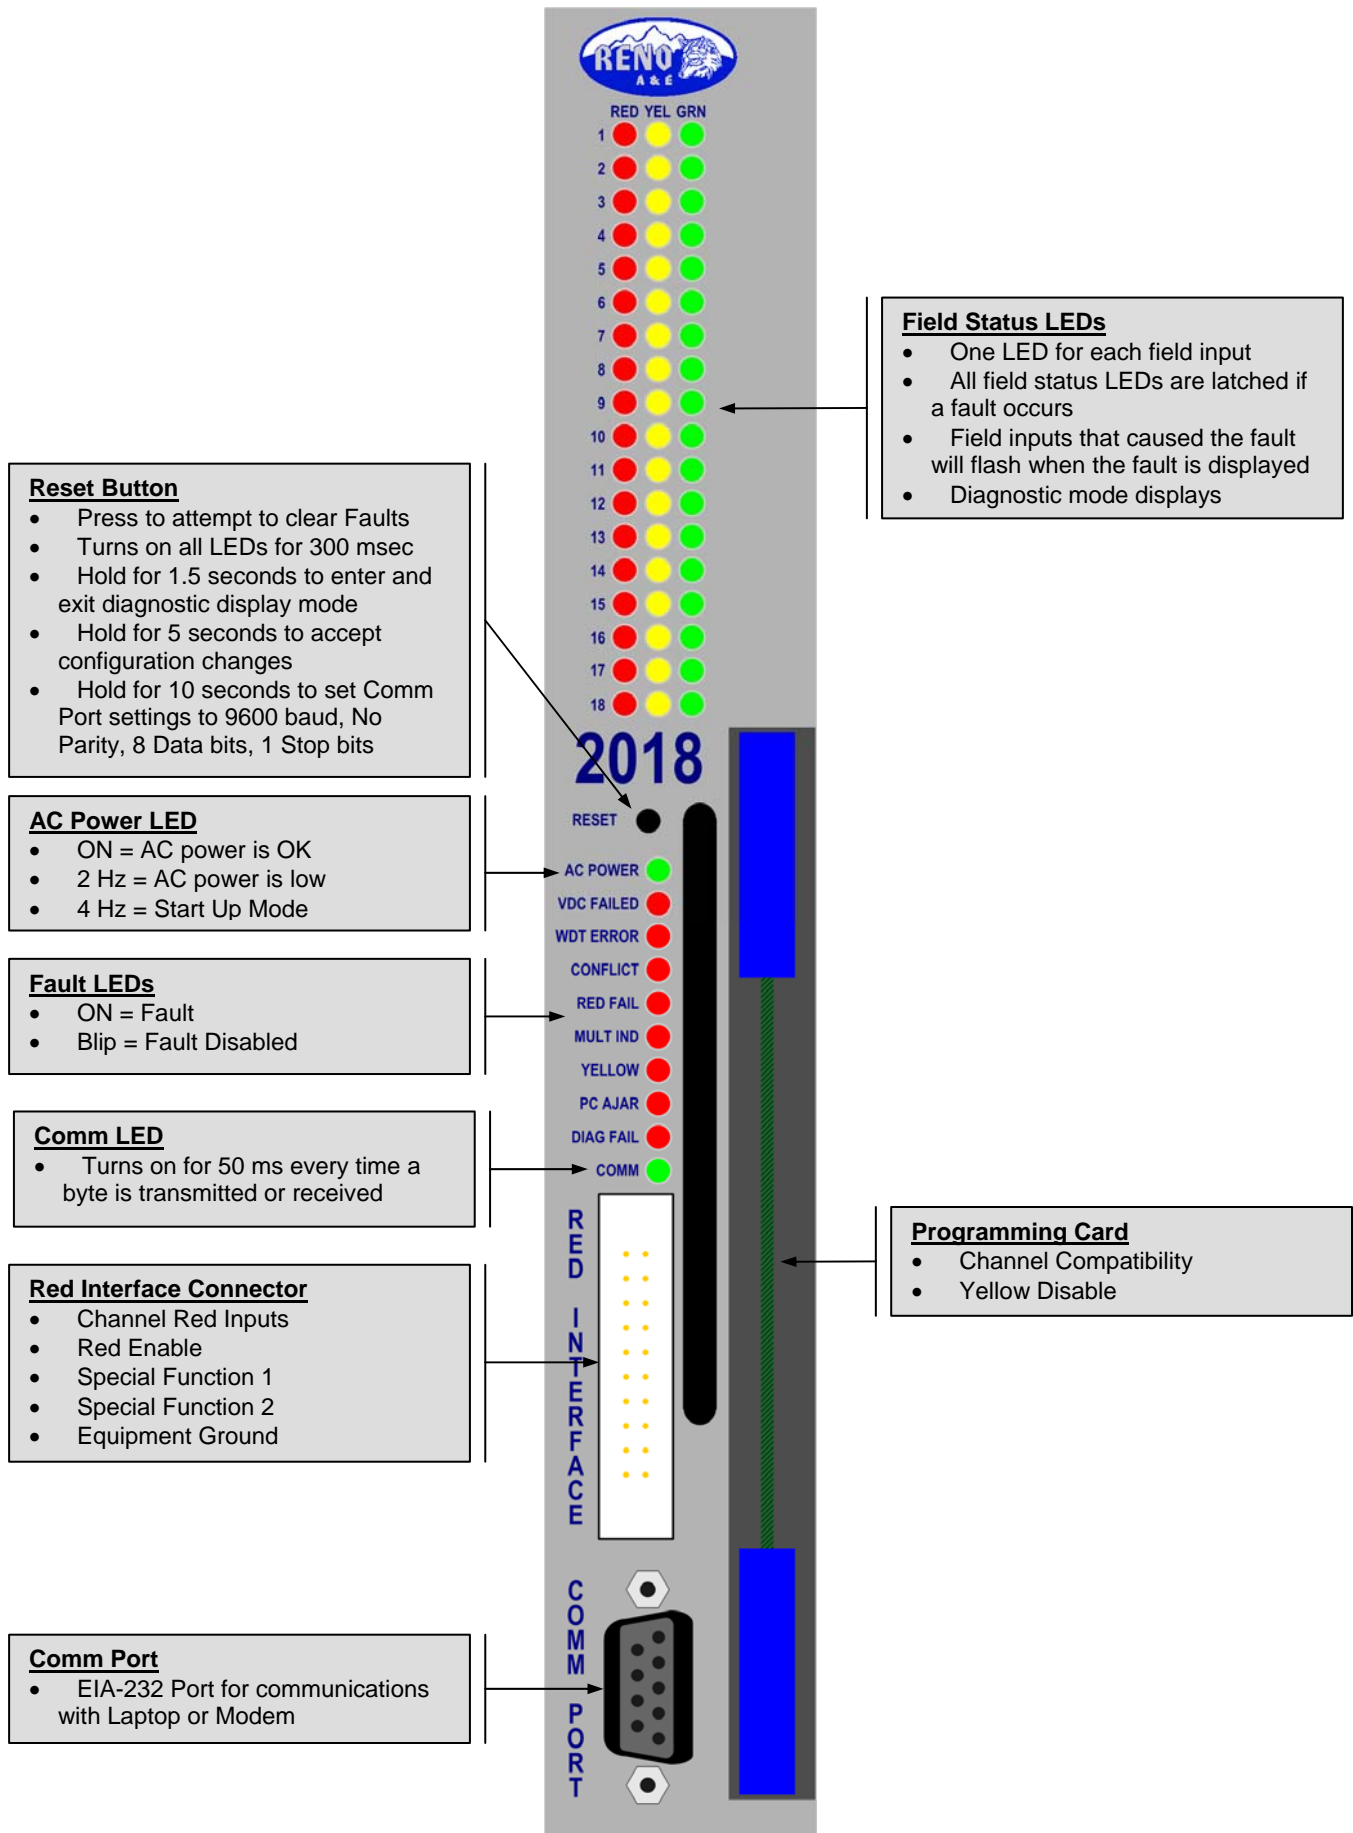 RENO
A & E
RED YEL GRN
1
2
3
4
5
6
7
8
9
10
11
12
13
14
15
16
17
18
2018
RESET
AC POWER
VDC FAILED
WDT ERROR
CONFLICT
RED FAIL
MULT IND
YELLOW
PC AJAR
DIAG FAIL
COMM
RED INTERFACE
COMM PORT
Reset Button
• Press to attempt to clear Faults
• Turns on all LEDs for 300 msec
• Hold for 1.5 seconds to enter and
exit diagnostic display mode
• Hold for 5 seconds to accept
configuration changes
• Hold for 10 seconds to set Comm
Port settings to 9600 baud, No
Parity, 8 Data bits, 1 Stop bits
AC Power LED
• ON = AC power is OK
• 2 Hz = AC power is low
• 4 Hz = Start Up Mode
Fault LEDs
• ON = Fault
• Blip = Fault Disabled
Comm LED
• Turns on for 50 ms every time a
byte is transmitted or received
Red Interface Connector
• Channel Red Inputs
• Red Enable
• Special Function 1
• Special Function 2
• Equipment Ground
Comm Port
• EIA-232 Port for communications
with Laptop or Modem
Field Status LEDs
• One LED for each field input
• All field status LEDs are latched if
a fault occurs
• Field inputs that caused the fault
will flash when the fault is displayed
• Diagnostic mode displays
Programming Card
• Channel Compatibility
• Yellow Disable